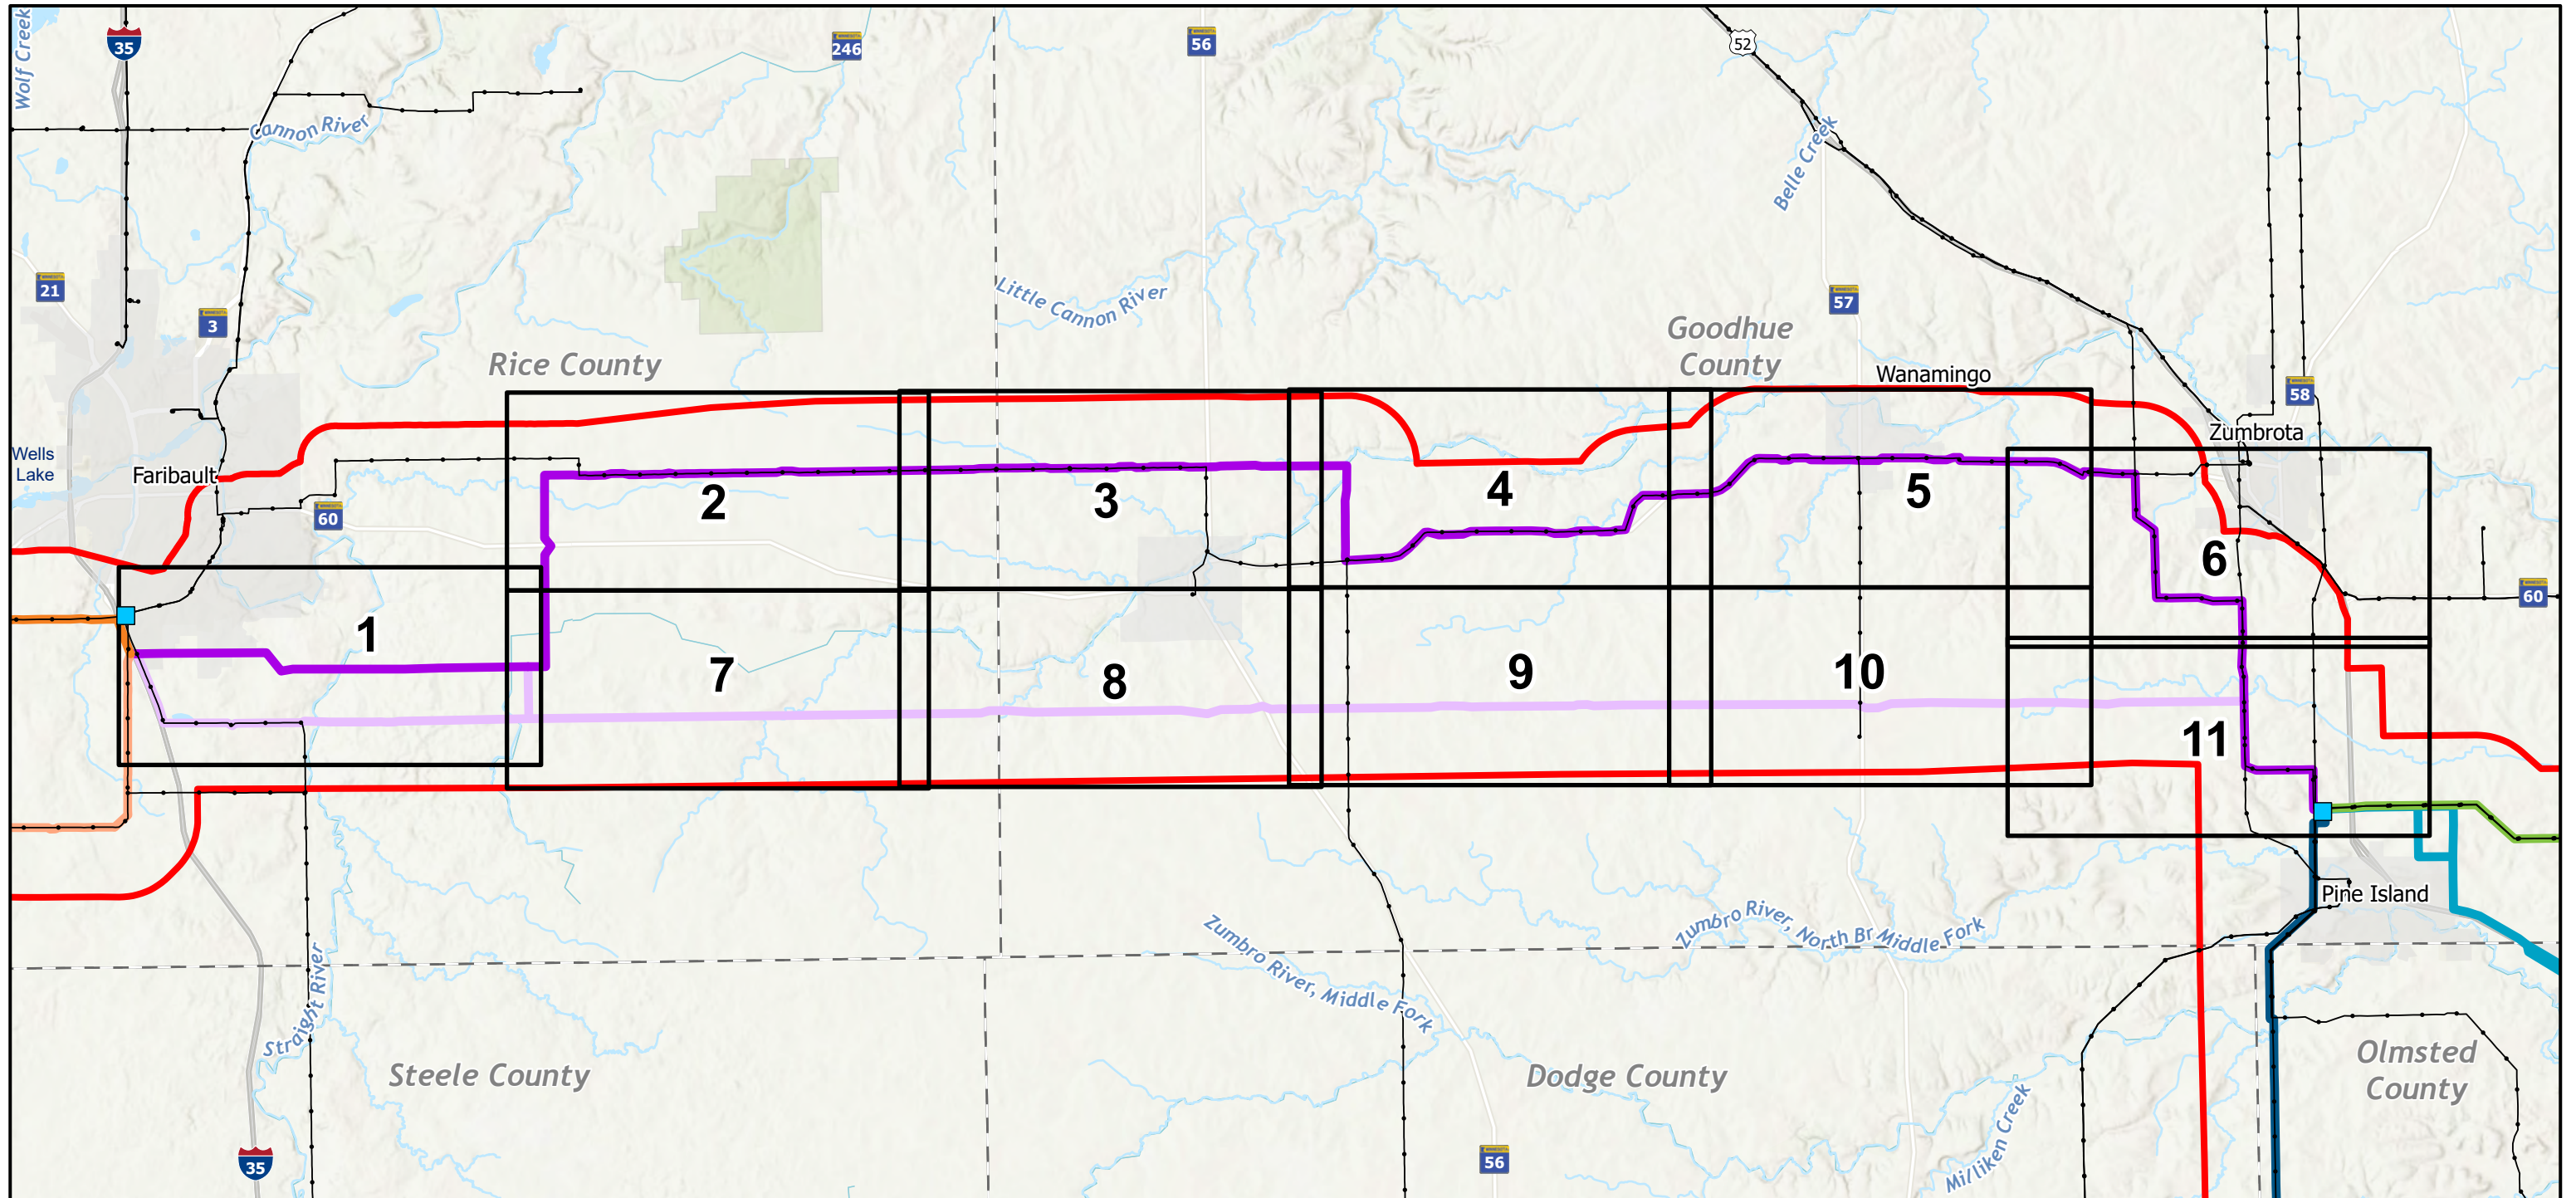 Wolf Creek
35
246
56
52
Cannon River
Belle Creek
21
3
Little Cannon River
57
Goodhue
County
Rice County
Wanamingo
58
Zumbrota
Wells
Lake
Faribault
60
2
3
4
5
6
60
1
7
8
9
10
11
Pine Island
Zumbro River, Middle Fork
Zumbro River, North Br Middle Fork
Straight River
Steele County
Dodge County
Olmsted
County
Milliken Creek
35
56